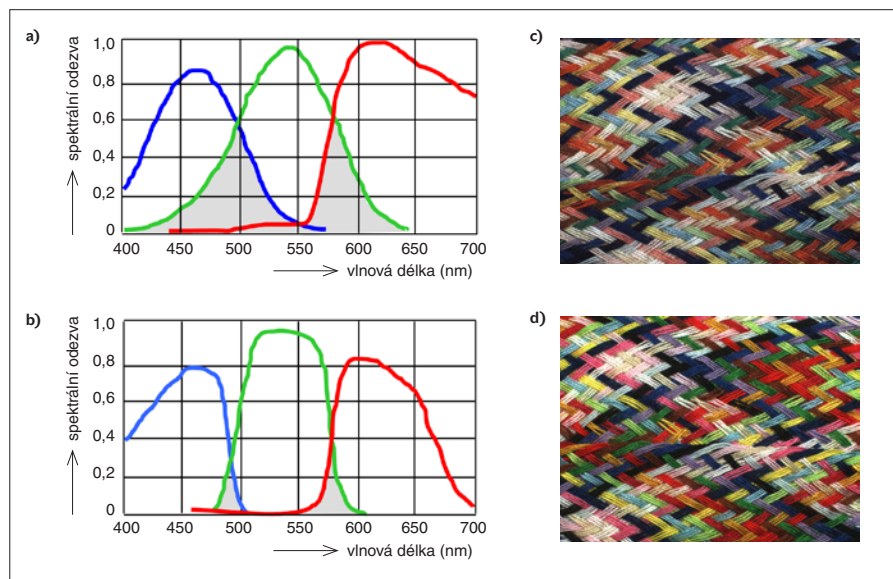 a)
spektrální odezva
1,0
0,8
0,6
0,4
0,2
0
400 450 500 550 600 650 700
vlnová délka (nm)
b)
spektrální odezva
1,0
0,8
0,6
0,4
0,2
0
400 450 500 550 600 650 700
vlnová délka (nm)
c)
d)